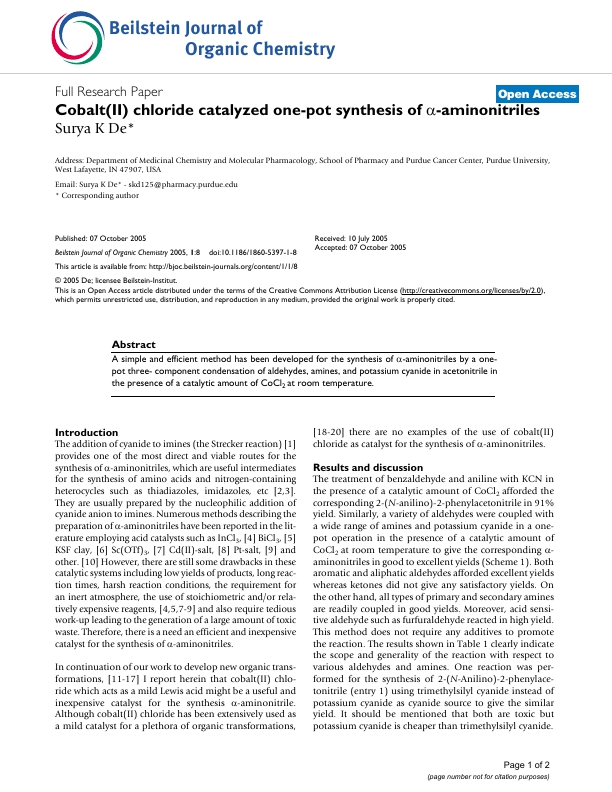 Beilstein Journal of
Organic Chemistry
Full Research Paper
Open Access
Cobalt(II) chloride catalyzed one-pot synthesis of α-aminonitriles
Surya K De*
Address: Department of Medicinal Chemistry and Molecular Pharmacology, School of Pharmacy and Purdue Cancer Center, Purdue University,
West Lafayette, IN 47907, USA
Email: Surya K De* - skd125@pharmacy.purdue.edu
* Corresponding author
Published: 07 October 2005
Beilstein Journal of Organic Chemistry 2005, 1:8 doi:10.1186/1860-5397-1-8
This article is available from: http://bjoc.beilstein-journals.org/content/1/1/8
Received: 10 July 2005
Accepted: 07 October 2005
© 2005 De; licensee Beilstein-Institut.
This is an Open Access article distributed under the terms of the Creative Commons Attribution License (http://creativecommons.org/licenses/by/2.0),
which permits unrestricted use, distribution, and reproduction in any medium, provided the original work is properly cited.
Abstract
A simple and efficient method has been developed for the synthesis of α-aminonitriles by a one-
pot three- component condensation of aldehydes, amines, and potassium cyanide in acetonitrile in
the presence of a catalytic amount of CoCl2 at room temperature.
Introduction
The addition of cyanide to imines (the Strecker reaction) [1]
provides one of the most direct and viable routes for the
synthesis of α-aminonitriles, which are useful intermediates
for the synthesis of amino acids and nitrogen-containing
heterocycles such as thiadiazoles, imidazoles, etc [2,3].
They are usually prepared by the nucleophilic addition of
cyanide anion to imines. Numerous methods describing the
preparation of α-aminonitriles have been reported in the lit-
erature employing acid catalysts such as InCl3, [4] BiCl3, [5]
KSF clay, [6] Sc(OTf)3, [7] Cd(II)-salt, [8] Pt-salt, [9] and
other. [10] However, there are still some drawbacks in these
catalytic systems including low yields of products, long reac-
tion times, harsh reaction conditions, the requirement for
an inert atmosphere, the use of stoichiometric and/or rela-
tively expensive reagents, [4,5,7-9] and also require tedious
work-up leading to the generation of a large amount of toxic
waste. Therefore, there is a need an efficient and inexpensive
catalyst for the synthesis of α-aminonitriles.
In continuation of our work to develop new organic trans-
formations, [11-17] I report herein that cobalt(II) chlo-
ride which acts as a mild Lewis acid might be a useful and
inexpensive catalyst for the synthesis α-aminonitrile.
Although cobalt(II) chloride has been extensively used as
a mild catalyst for a plethora of organic transformations,
[18-20] there are no examples of the use of cobalt(II)
chloride as catalyst for the synthesis of α-aminonitriles.
Results and discussion
The treatment of benzaldehyde and aniline with KCN in
the presence of a catalytic amount of CoCl2 afforded the
corresponding 2-(N-anilino)-2-phenylacetonitrile in 91%
yield. Similarly, a variety of aldehydes were coupled with
a wide range of amines and potassium cyanide in a one-
pot operation in the presence of a catalytic amount of
CoCl2 at room temperature to give the corresponding α-
aminonitriles in good to excellent yields (Scheme 1). Both
aromatic and aliphatic aldehydes afforded excellent yields
whereas ketones did not give any satisfactory yields. On
the other hand, all types of primary and secondary amines
are readily coupled in good yields. Moreover, acid sensi-
tive aldehyde such as furfuraldehyde reacted in high yield.
This method does not require any additives to promote
the reaction. The results shown in Table 1 clearly indicate
the scope and generality of the reaction with respect to
various aldehydes and amines. One reaction was per-
formed for the synthesis of 2-(N-Anilino)-2-phenylace-
tonitrile (entry 1) using trimethylsilyl cyanide instead of
potassium cyanide as cyanide source to give the similar
yield. It should be mentioned that both are toxic but
potassium cyanide is cheaper than trimethylsilyl cyanide.
Page 1 of 2
(page number not for citation purposes)